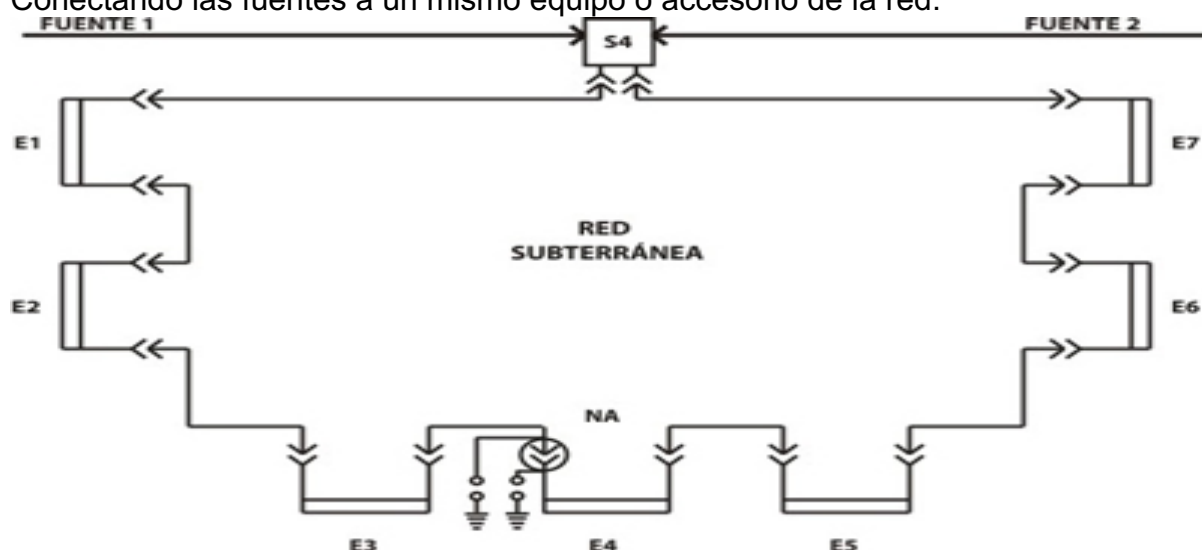 Conectando las fuentes a un mismo equipo o accesorio de la red.
FUENTE 1
S4
FUENTE 2
E1
E7
RED
SUBTERRÁNEA
E2
E6
NA
E3
E4
E5